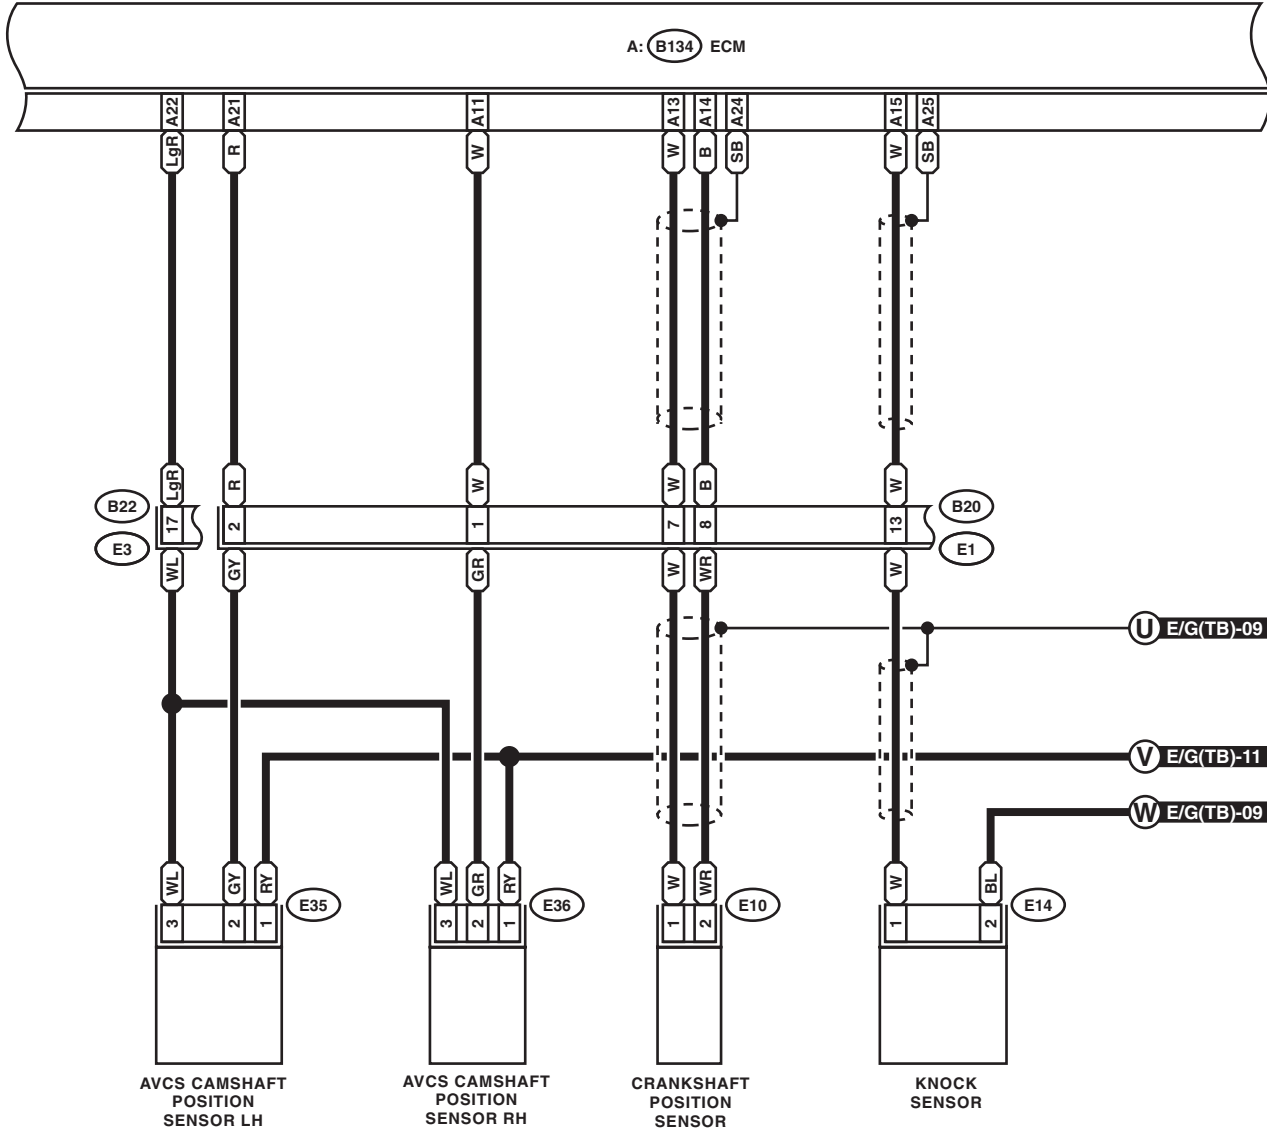 A: B134 ECM
A22 A21 A11 A13 A14 A24 A15 A25
LgR R W W B SB W SB
LgR R W W B W
B22 B20
17 2 1 7 8 13
E3 E1
WL GY GR W WR W
U E/G(TB)-09
V E/G(TB)-11
W E/G(TB)-09
WL GY RY WL GR RY W WR W BL
E35 E36 E10 E14
3 2 1 3 2 1 1 2 1 2
AVCS CAMSHAFT
POSITION
SENSOR LH
AVCS CAMSHAFT
POSITION
SENSOR RH
CRANKSHAFT
POSITION
SENSOR
KNOCK
SENSOR